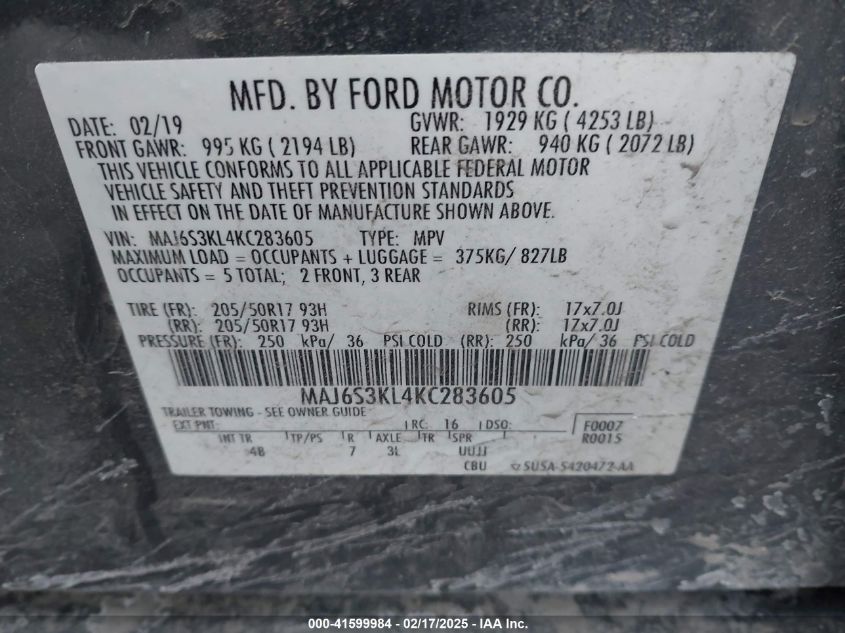 MFD. BY FORD MOTOR CO.
DATE: 02/19 GVWR: 1929 KG ( 4253 LB)
FRONT GAWR: 995 KG ( 2194 LB) REAR GAWR: 940 KG ( 2072 LB)
THIS VEHICLE CONFORMS TO ALL APPLICABLE FEDERAL MOTOR
VEHICLE SAFETY AND THEFT PREVENTION STANDARDS
IN EFFECT ON THE DATE OF MANUFACTURE SHOWN ABOVE.
VIN: MAJ6S3KL4KC283605 TYPE: MPV
MAXIMUM LOAD = OCCUPANTS + LUGGAGE = 375KG/ 827LB
OCCUPANTS = 5 TOTAL; 2 FRONT, 3 REAR
TIRE (FR): 205/50R17 93H RIMS (FR): 17x7.0J
(RR): 205/50R17 93H (RR): 17x7.0J
PRESSURE (FR): 250 kPa/ 36 PSI COLD (RR): 250 kPa/ 36 PSI COLD
MAJ6S3KL4KC283605
TRAILER TOWING - SEE OWNER GUIDE
EXT PNT: RC: 16 DSO: F0007
R0015
INT TR TP/PS R AXLE TR SPR
4B 7 3L UUJJ
CBU SU5A-5420472-AA
000-41599984 - 02/17/2025 - IAA Inc.